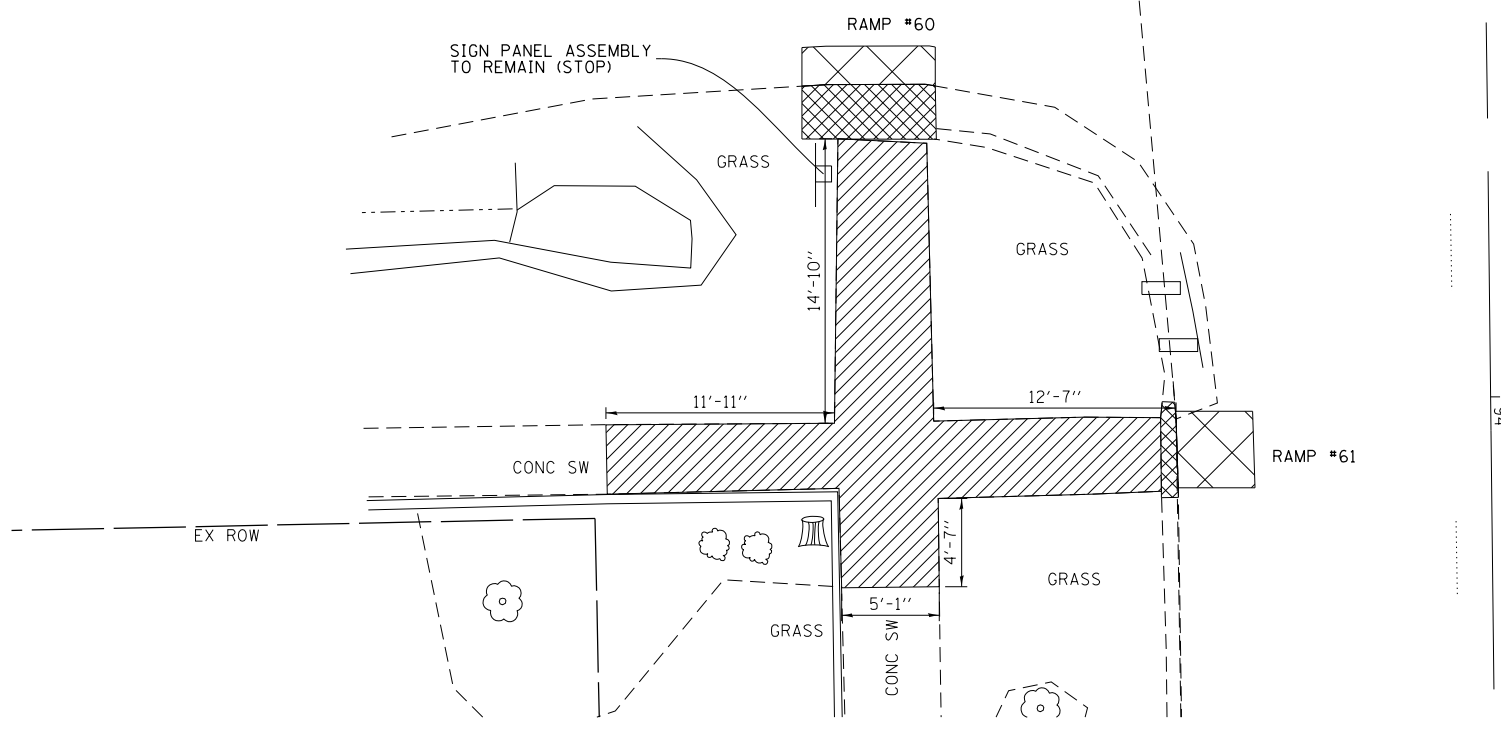 RAMP #60
SIGN PANEL ASSEMBLY
TO REMAIN (STOP)
GRASS
GRASS
14'-10''
11'-11''
12'-7''
CONC SW
RAMP #61
EX ROW
4'-7''
GRASS
5'-1''
GRASS
CONC SW